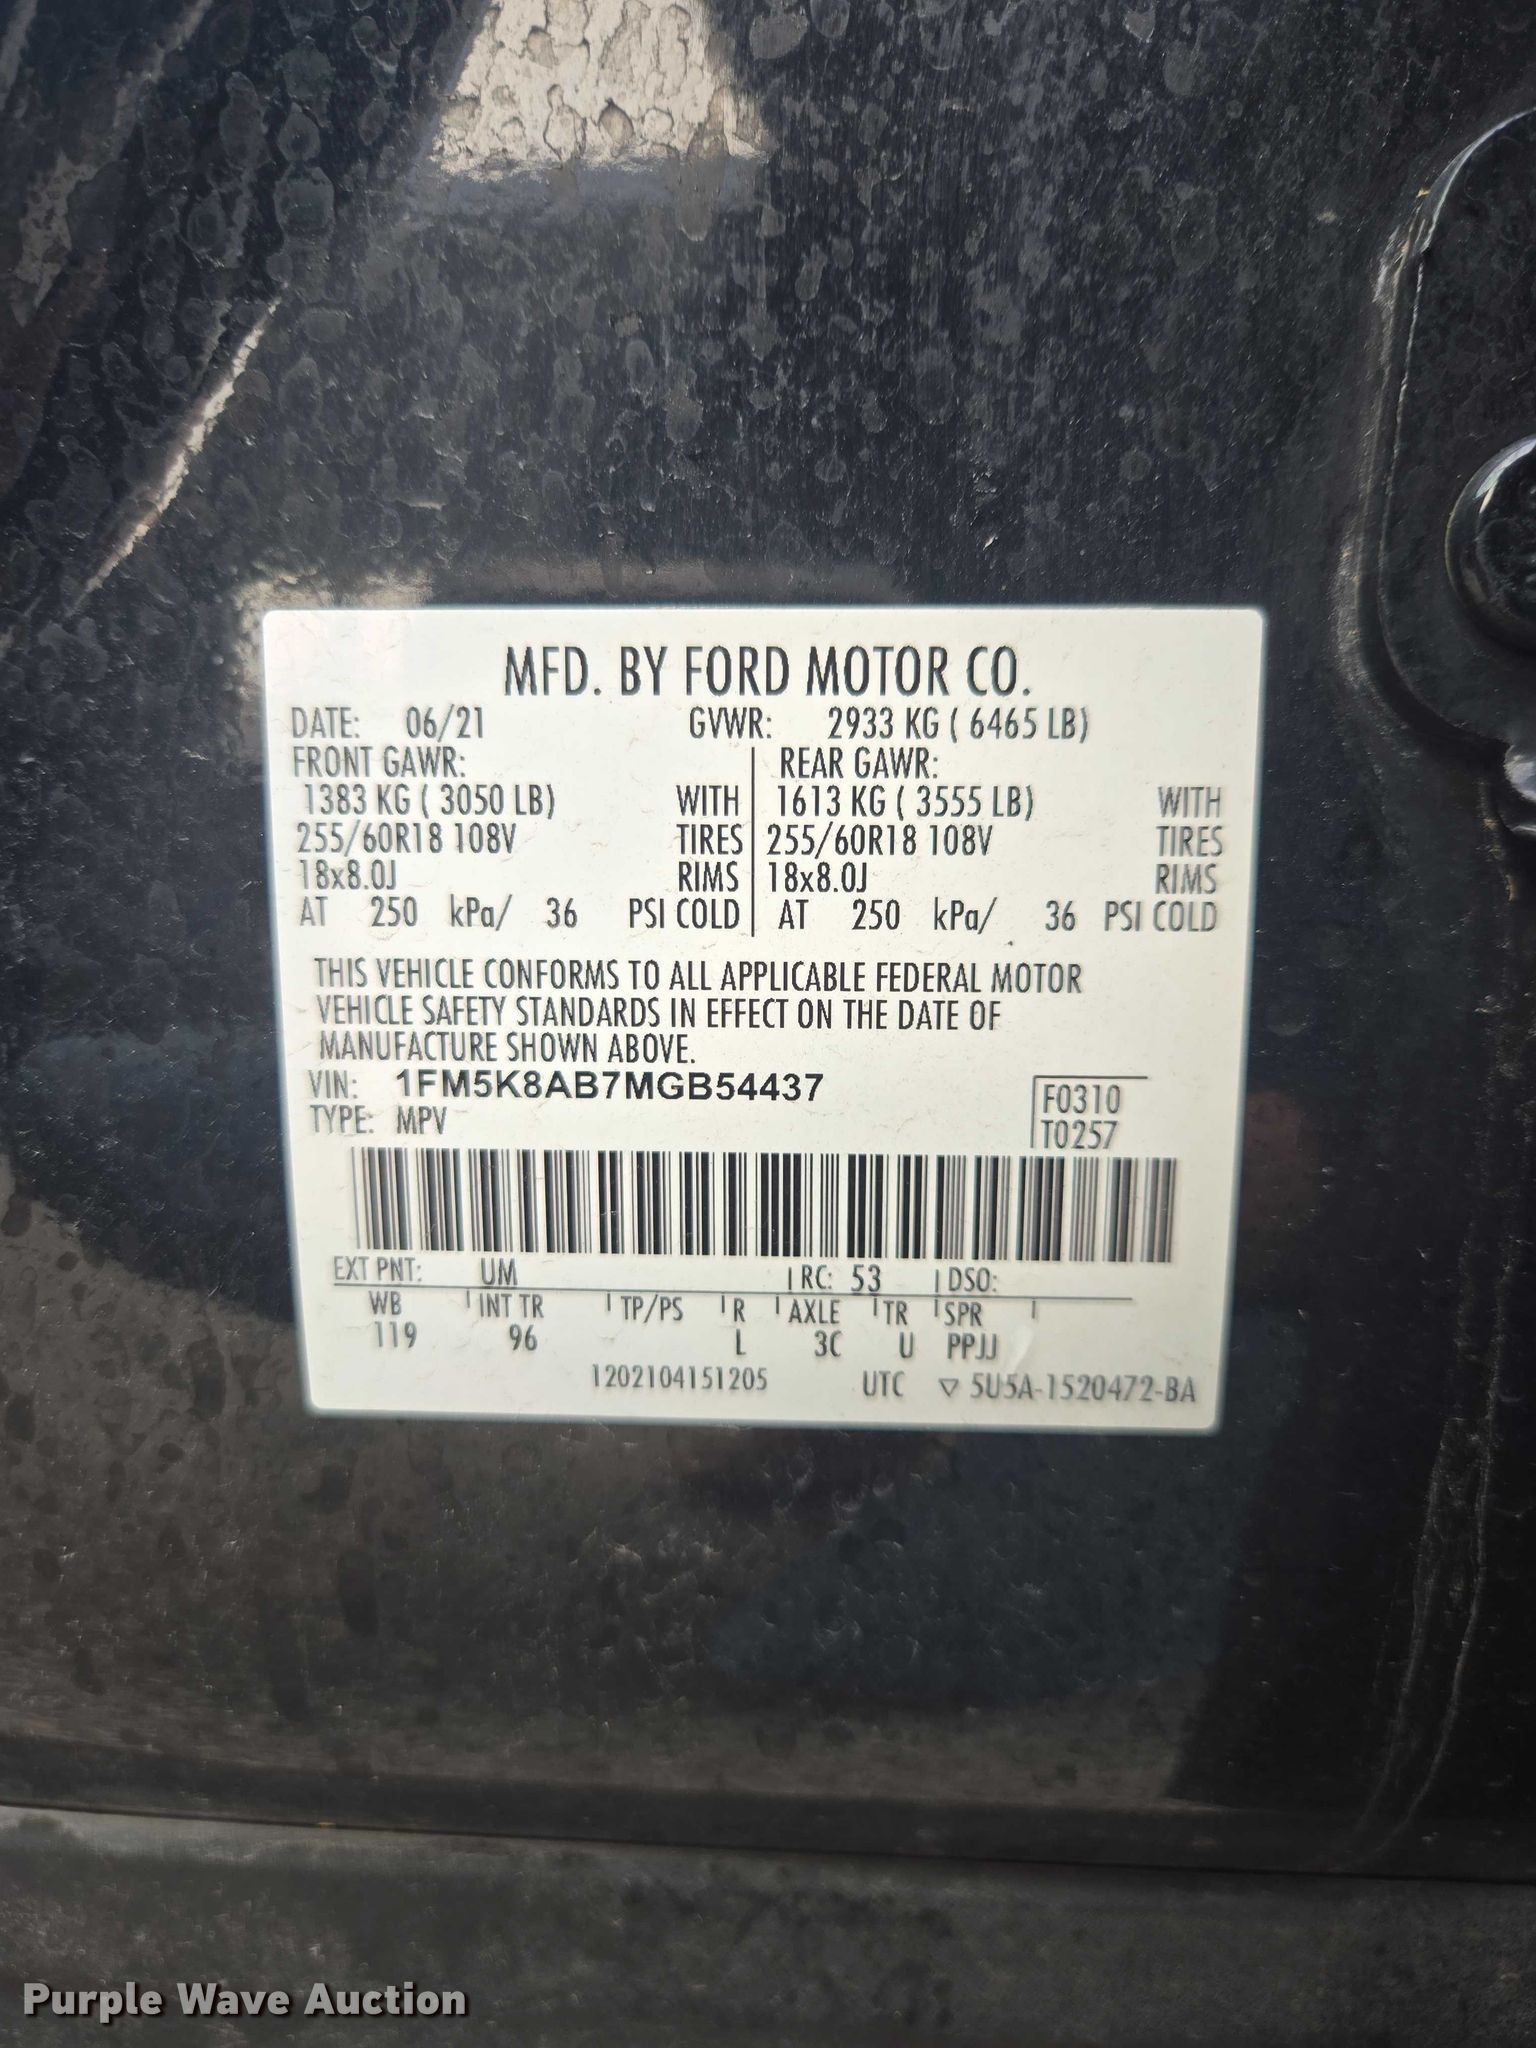 MFD. BY FORD MOTOR CO.
DATE: 06/21 GVWR: 2933 KG ( 6465 LB)
FRONT GAWR: REAR GAWR:
1383 KG ( 3050 LB) WITH 1613 KG ( 3555 LB) WITH
255/60R18 108V TIRES 255/60R18 108V TIRES
18x8.0J RIMS 18x8.0J RIMS
AT 250 kPa/ 36 PSI COLD AT 250 kPa/ 36 PSI COLD
THIS VEHICLE CONFORMS TO ALL APPLICABLE FEDERAL MOTOR
VEHICLE SAFETY STANDARDS IN EFFECT ON THE DATE OF
MANUFACTURE SHOWN ABOVE.
VIN: 1FM5K8AB7MGB54437 F0310
TYPE: MPV T0257
EXT PNT: UM RC: 53 DSO:
WB INT TR TP/PS R AXLE TR SPR
119 96 L 3C U PPJJ
1202104151205 UTC ▽ 5U5A-1520472-BA
Purple Wave Auction